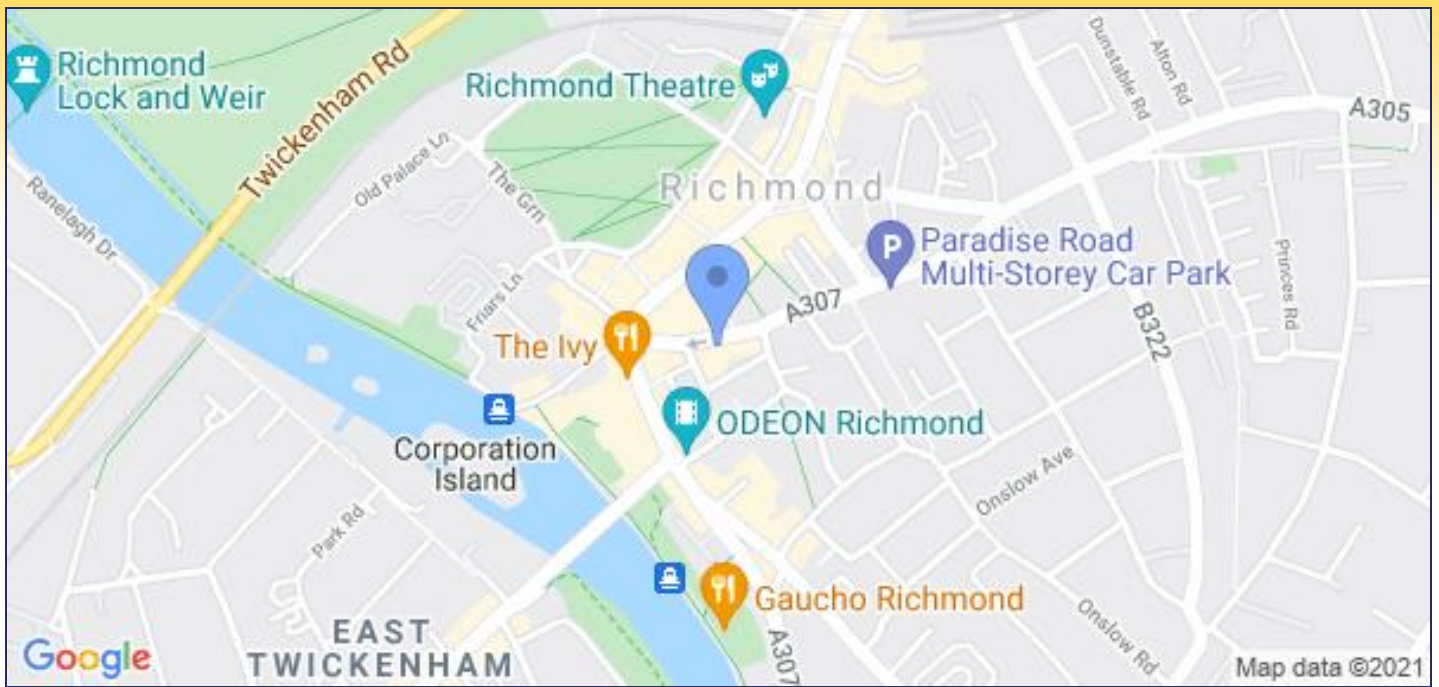 Richmond
Lock and Weir
Twickenham Rd
Richmond Theatre
Dunstable Rd
Alton Rd
A305
Ranelagh Dr
Old Palace Ln
The Grn
Richmond
P
Paradise Road
Multi-Storey Car Park
Princes Rd
Friars Ln
A307
B322
The Ivy
ODEON Richmond
Corporation
Island
Onslow Ave
Park Rd
Gaucho Richmond
Onslow Rd
EAST
TWICKENHAM
A307
Google
Map data ©2021